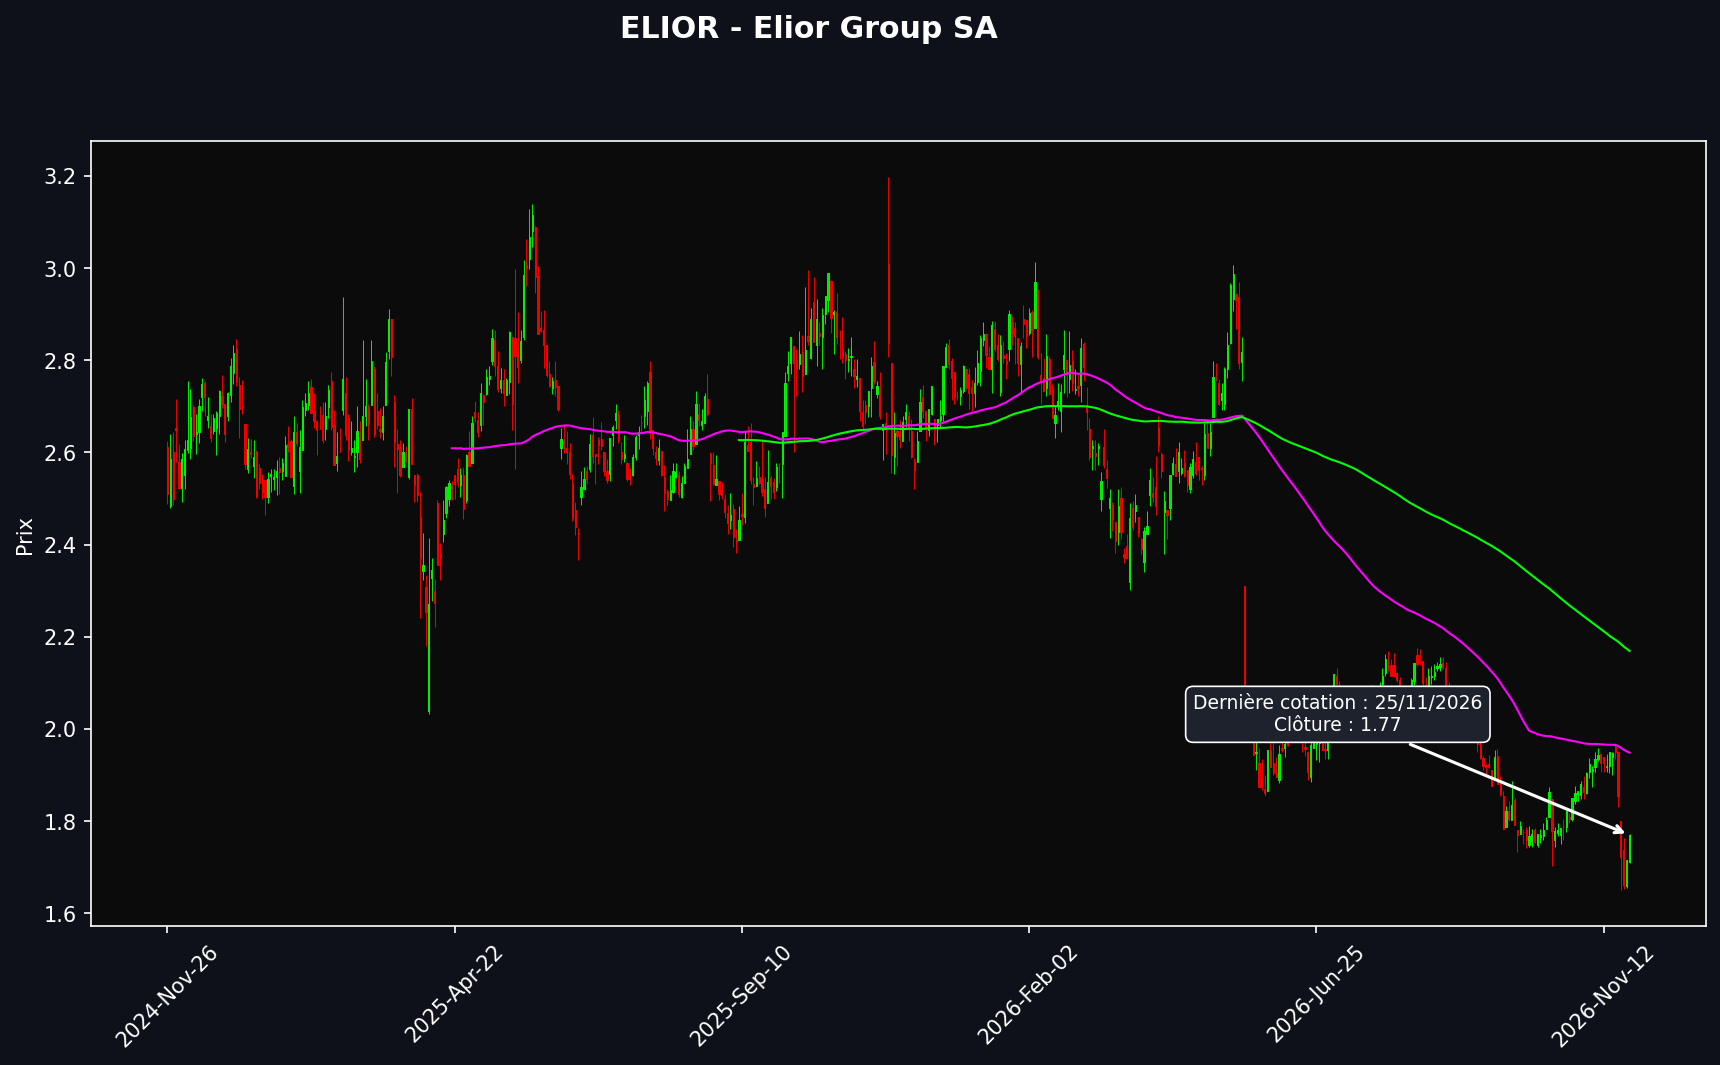 ELIOR - Elior Group SA
Prix
3.2
3.0
2.8
2.6
2.4
2.2
2.0
1.8
1.6
Dernière cotation : 25/11/2026
Clôture : 1.77
2024-Nov-26
2025-Apr-22
2025-Sep-10
2026-Feb-02
2026-Jun-25
2026-Nov-12